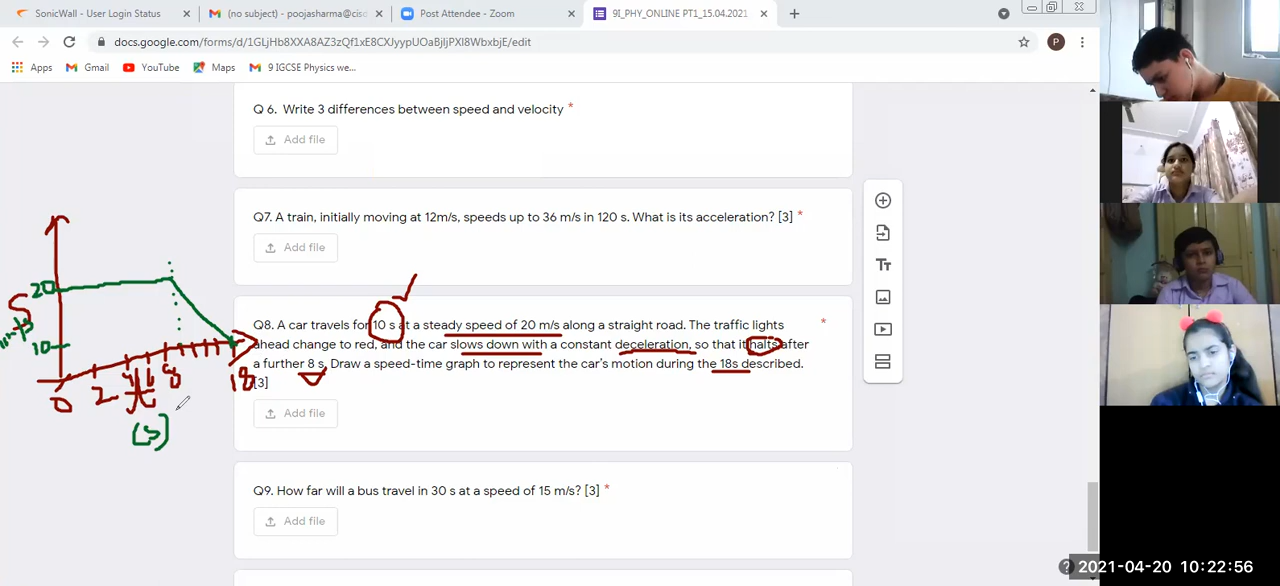 SonicWall - User Login Status
(no subject) - poojasharma@cisd
Post Attendee - Zoom
9I_PHY_ONLINE PT1_15.04.2021
docs.google.com/forms/d/1GLjHb8XXA8AZ3zQf1xE8CXJyypUOaBjljPXl8WbxbjE/edit
P
Apps
Gmail
YouTube
Maps
9 IGCSE Physics we...
Q 6. Write 3 differences between speed and velocity *
Add file
Q7. A train, initially moving at 12m/s, speeds up to 36 m/s in 120 s. What is its acceleration? [3] *
Add file
Q8. A car travels for 10 s at a steady speed of 20 m/s along a straight road. The traffic lights *
ahead change to red, and the car slows down with a constant deceleration, so that it halts after
a further 8 s. Draw a speed-time graph to represent the car's motion during the 18s described.
[3]
Add file
Q9. How far will a bus travel in 30 s at a speed of 15 m/s? [3] *
Add file
20
S
m/s
10
0
2
4
6
8
18
(s)
Tт
2021-04-20 10:22:56